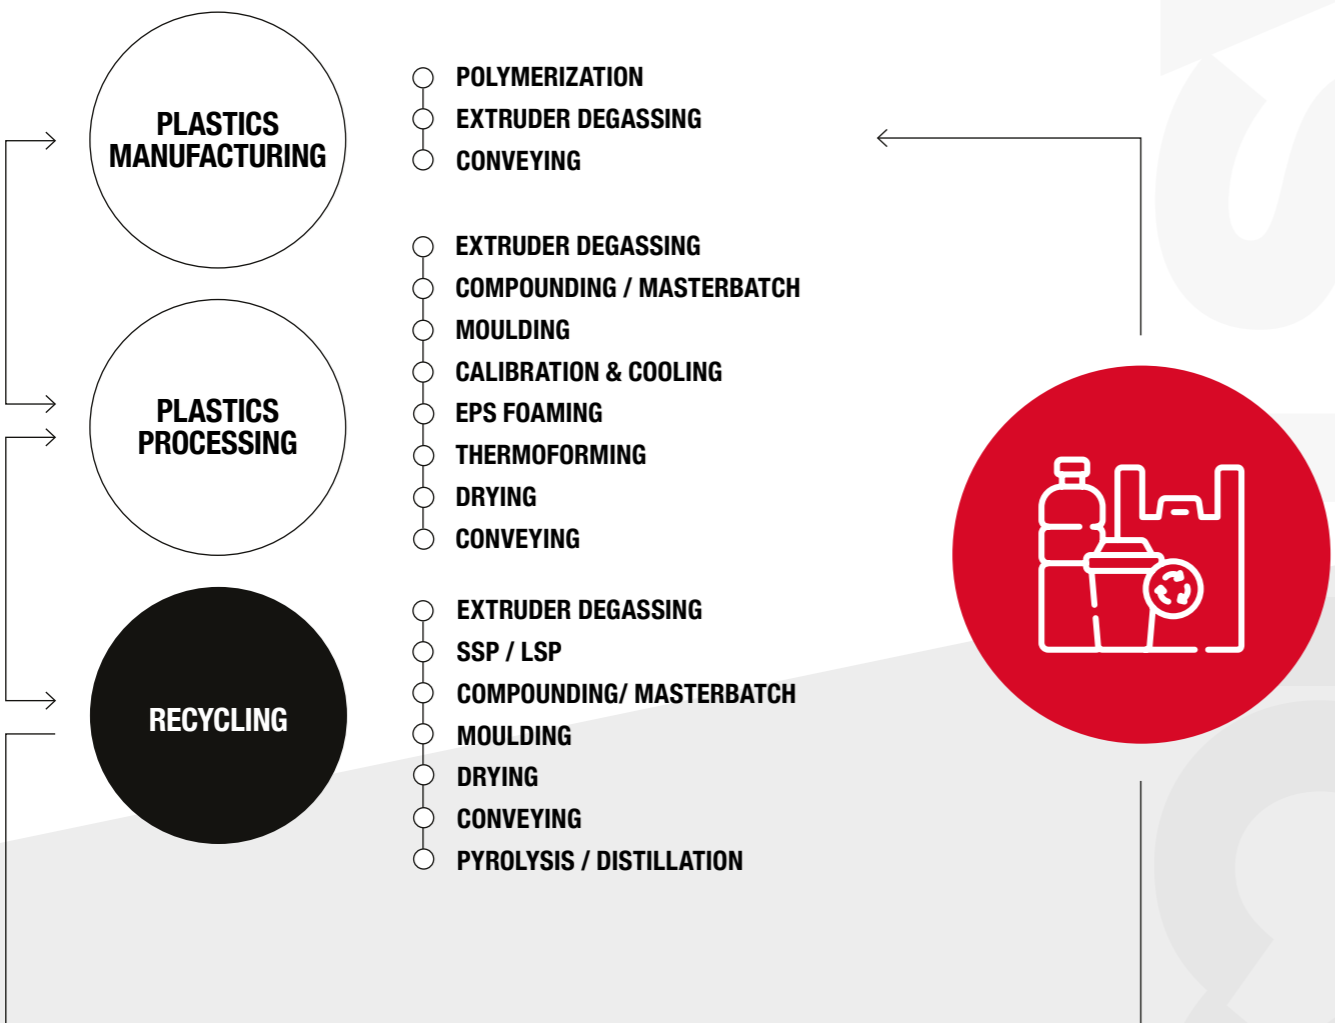 PLASTICS
MANUFACTURING
POLYMERIZATION
EXTRUDER DEGASSING
CONVEYING
PLASTICS
PROCESSING
EXTRUDER DEGASSING
COMPOUNDING / MASTERBATCH
MOULDING
CALIBRATION & COOLING
EPS FOAMING
THERMOFORMING
DRYING
CONVEYING
RECYCLING
EXTRUDER DEGASSING
SSP / LSP
COMPOUNDING/ MASTERBATCH
MOULDING
DRYING
CONVEYING
PYROLYSIS / DISTILLATION